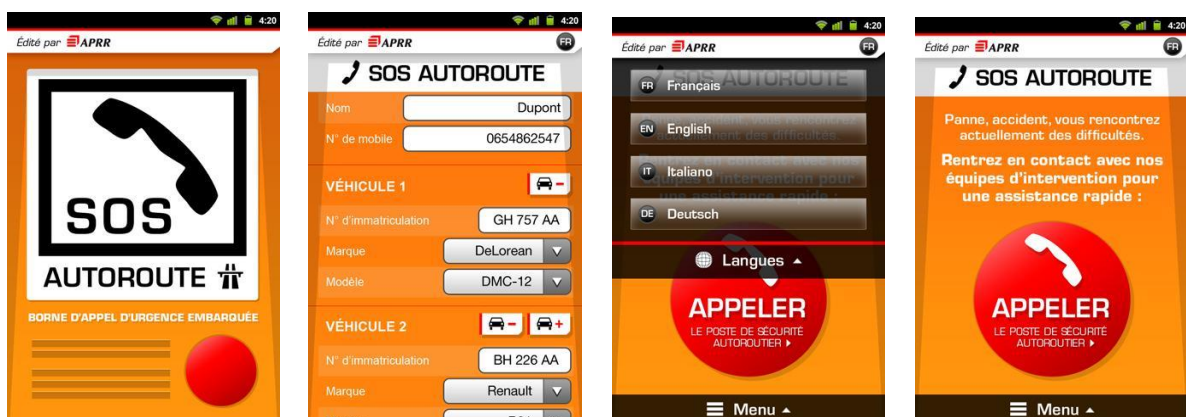 4:20
Édité par APRR
SOS
AUTOROUTE
BORNE D'APPEL D'URGENCE EMBARQUÉE
4:20
Édité par APRR FR
SOS AUTOROUTE
Nom Dupont
N° de mobile 0654862547
VÉHICULE 1
N° d'immatriculation GH 757 AA
Marque DeLorean
Modèle DMC-12
VÉHICULE 2
N° d'immatriculation BH 226 AA
Marque Renault
4:20
Édité par APRR FR
SOS AUTOROUTE
FR Français
EN English
IT Italiano
DE Deutsch
Langues
APPELER
LE POSTE DE SÉCURITÉ
AUTOROUTIER
Menu
4:20
Édité par APRR FR
SOS AUTOROUTE
Panne, accident, vous rencontrez
actuellement des difficultés.
Rentrez en contact avec nos
équipes d'intervention pour
une assistance rapide :
APPELER
LE POSTE DE SÉCURITÉ
AUTOROUTIER
Menu